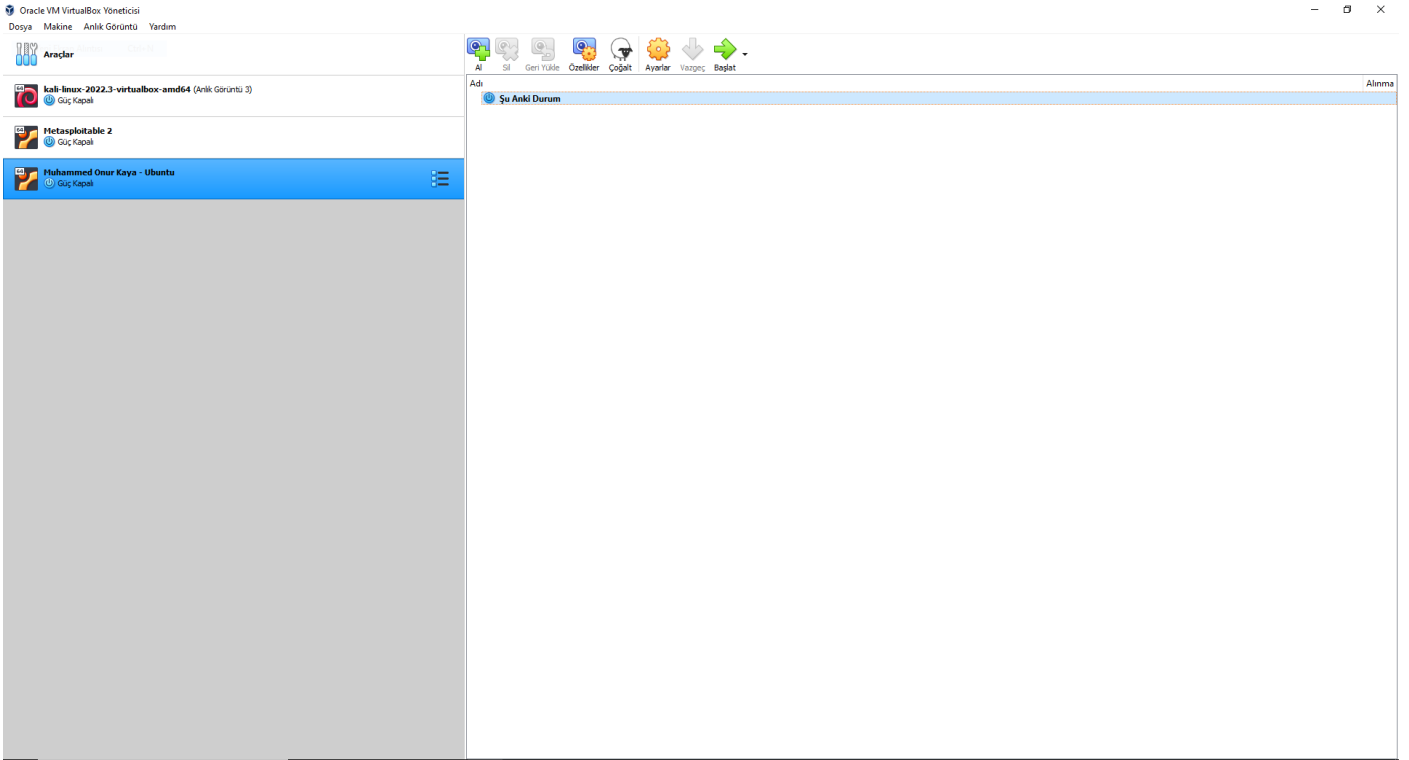 Oracle VM VirtualBox Yöneticisi
Dosya Makine Anlık Görüntü Yardım
Araçlar
kali-linux-2022.3-virtualbox-amd64 (Anlık Görüntü 3)
Güç Kapalı
Metasploitable 2
Güç Kapalı
Muhammed Onur Kaya - Ubuntu
Güç Kapalı
Al Sil Geri Yükle Özellikler Çoğalt Ayarlar Vazgeç Başlat
Adı Alınma
Şu Anki Durum